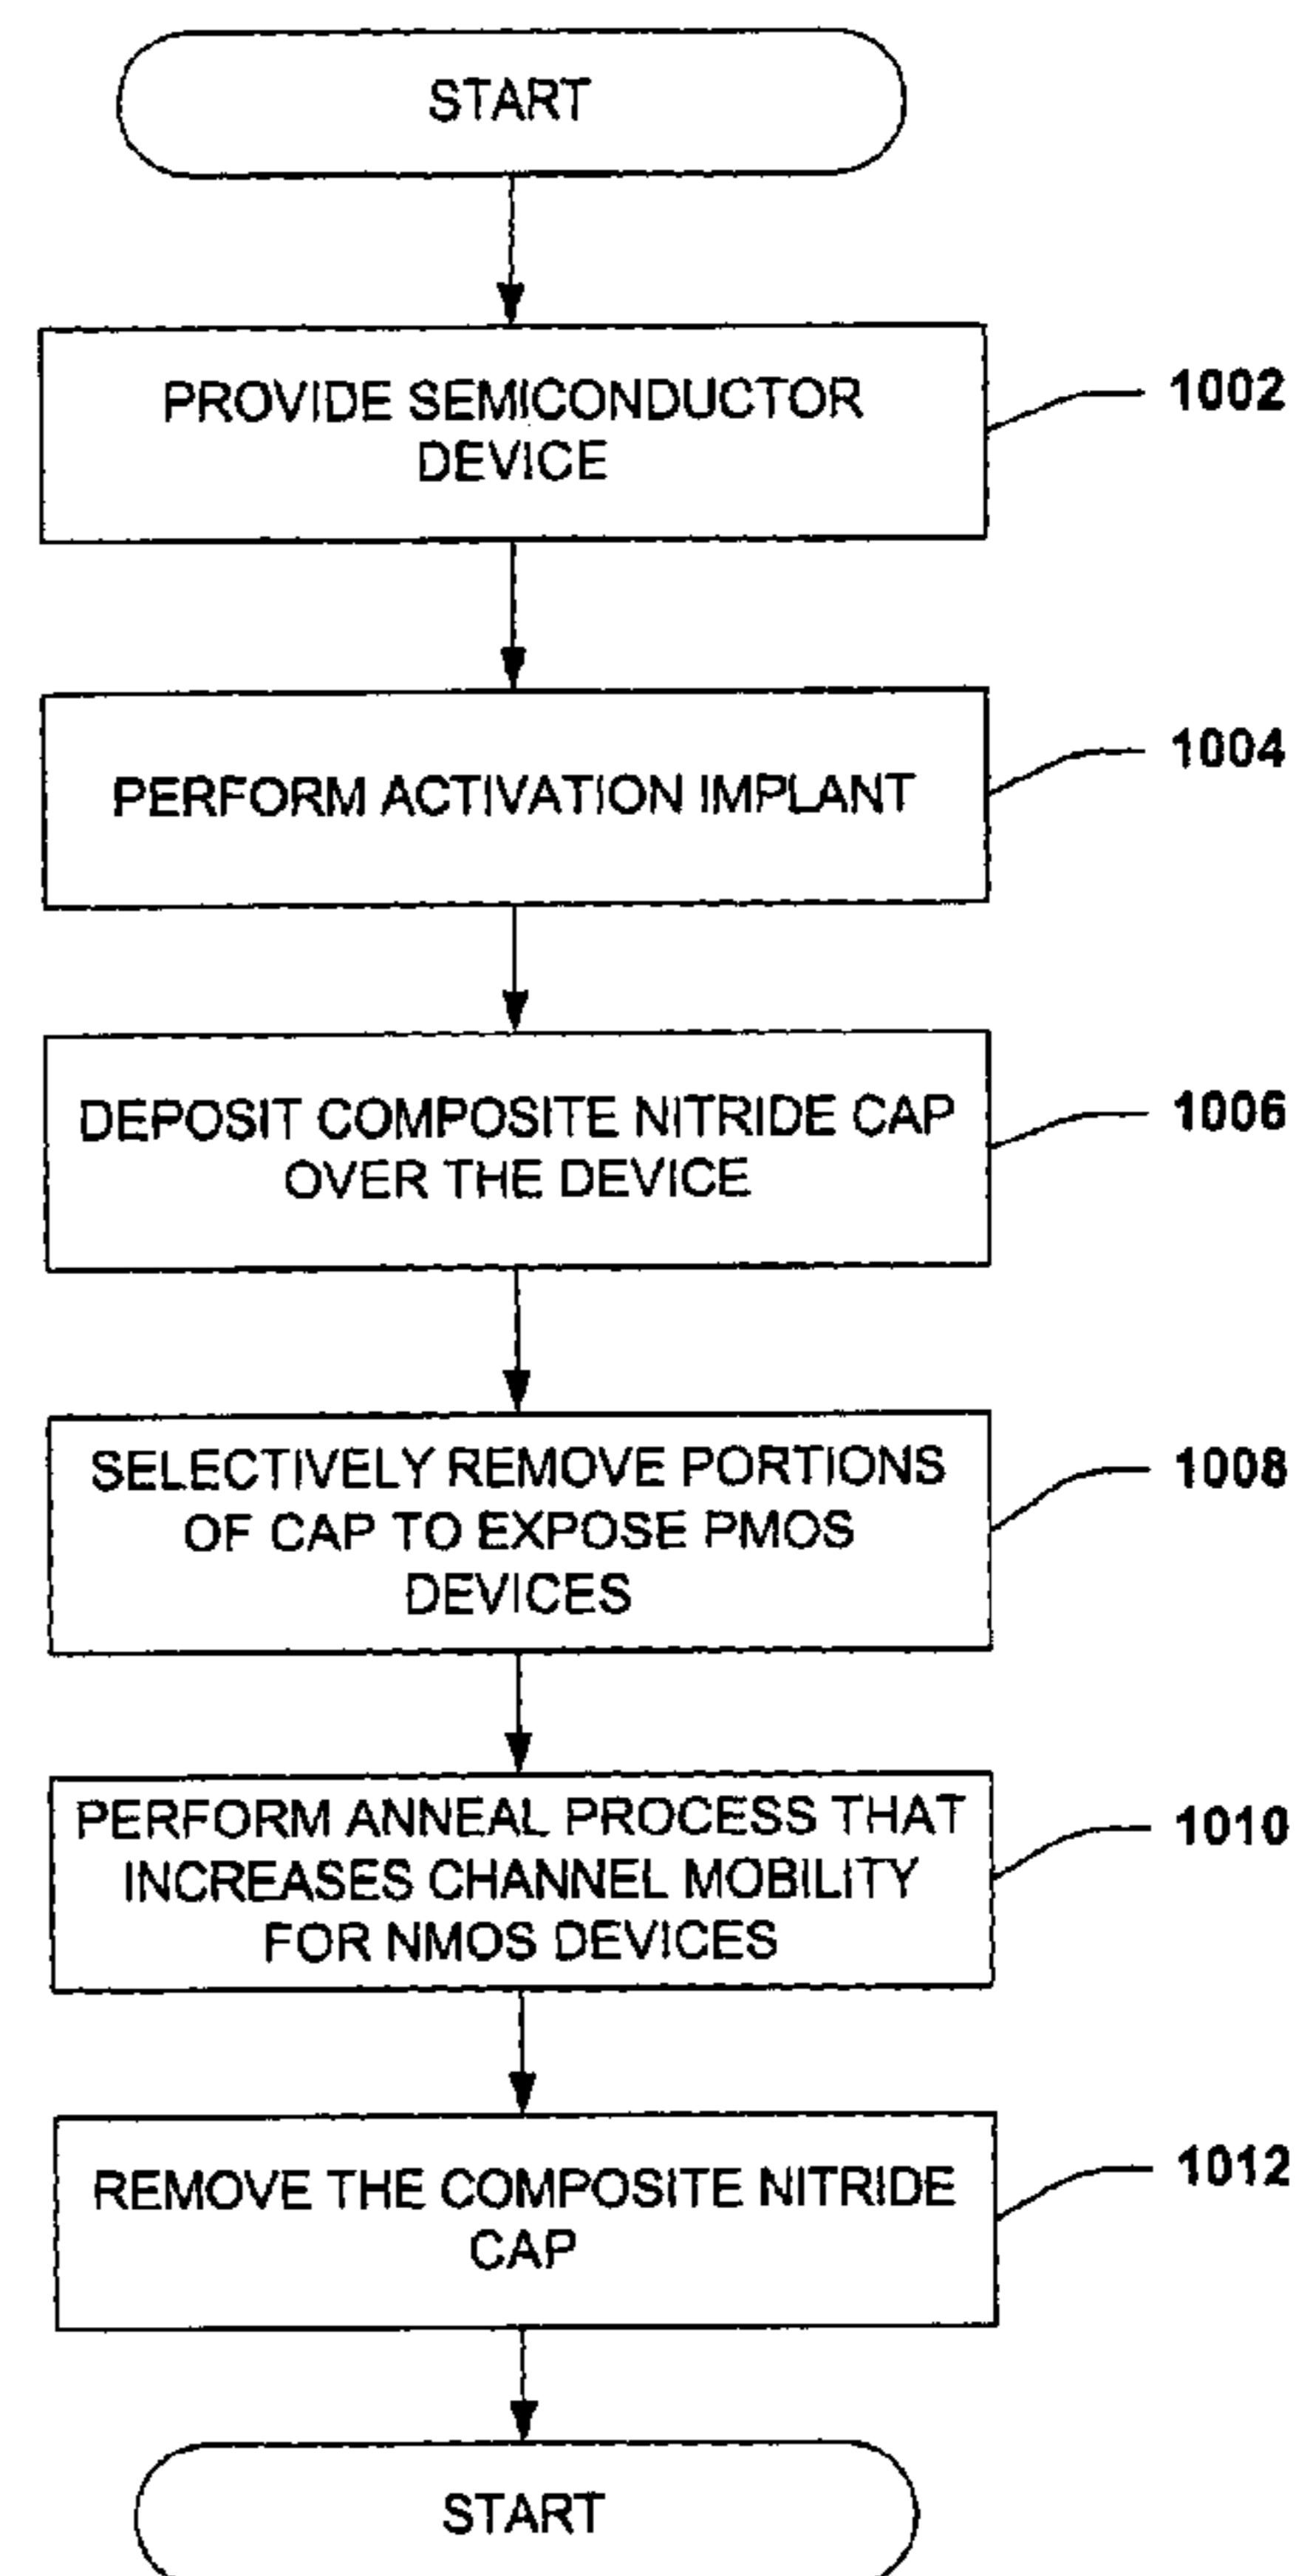 START
PROVIDE SEMICONDUCTOR
DEVICE
1002
PERFORM ACTIVATION IMPLANT
1004
DEPOSIT COMPOSITE NITRIDE CAP
OVER THE DEVICE
1006
SELECTIVELY REMOVE PORTIONS
OF CAP TO EXPOSE PMOS
DEVICES
1008
PERFORM ANNEAL PROCESS THAT
INCREASES CHANNEL MOBILITY
FOR NMOS DEVICES
1010
REMOVE THE COMPOSITE NITRIDE
CAP
1012
START